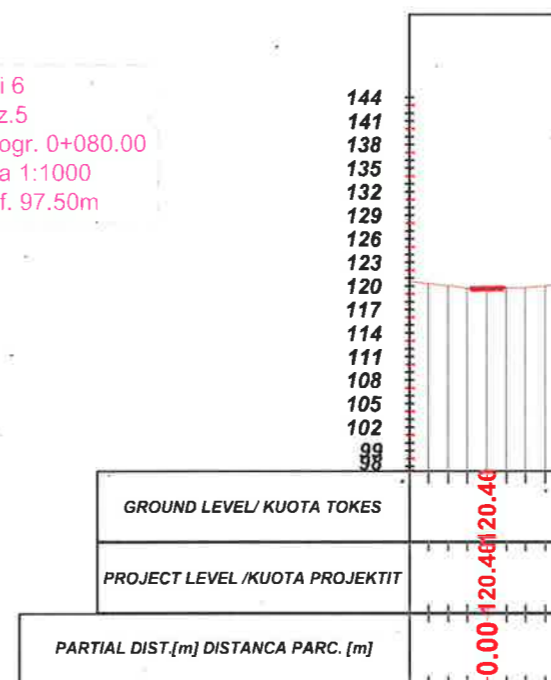 i 6
z.5
ogr. 0+080.00
a 1:1000
f. 97.50m
144
141
138
135
132
129
126
123
120
117
114
111
108
105
102
99
98
GROUND LEVEL/ KUOTA TOKES
120.40
PROJECT LEVEL /KUOTA PROJEKTIT
120.40
PARTIAL DIST.[m] DISTANCA PARC. [m]
0.00